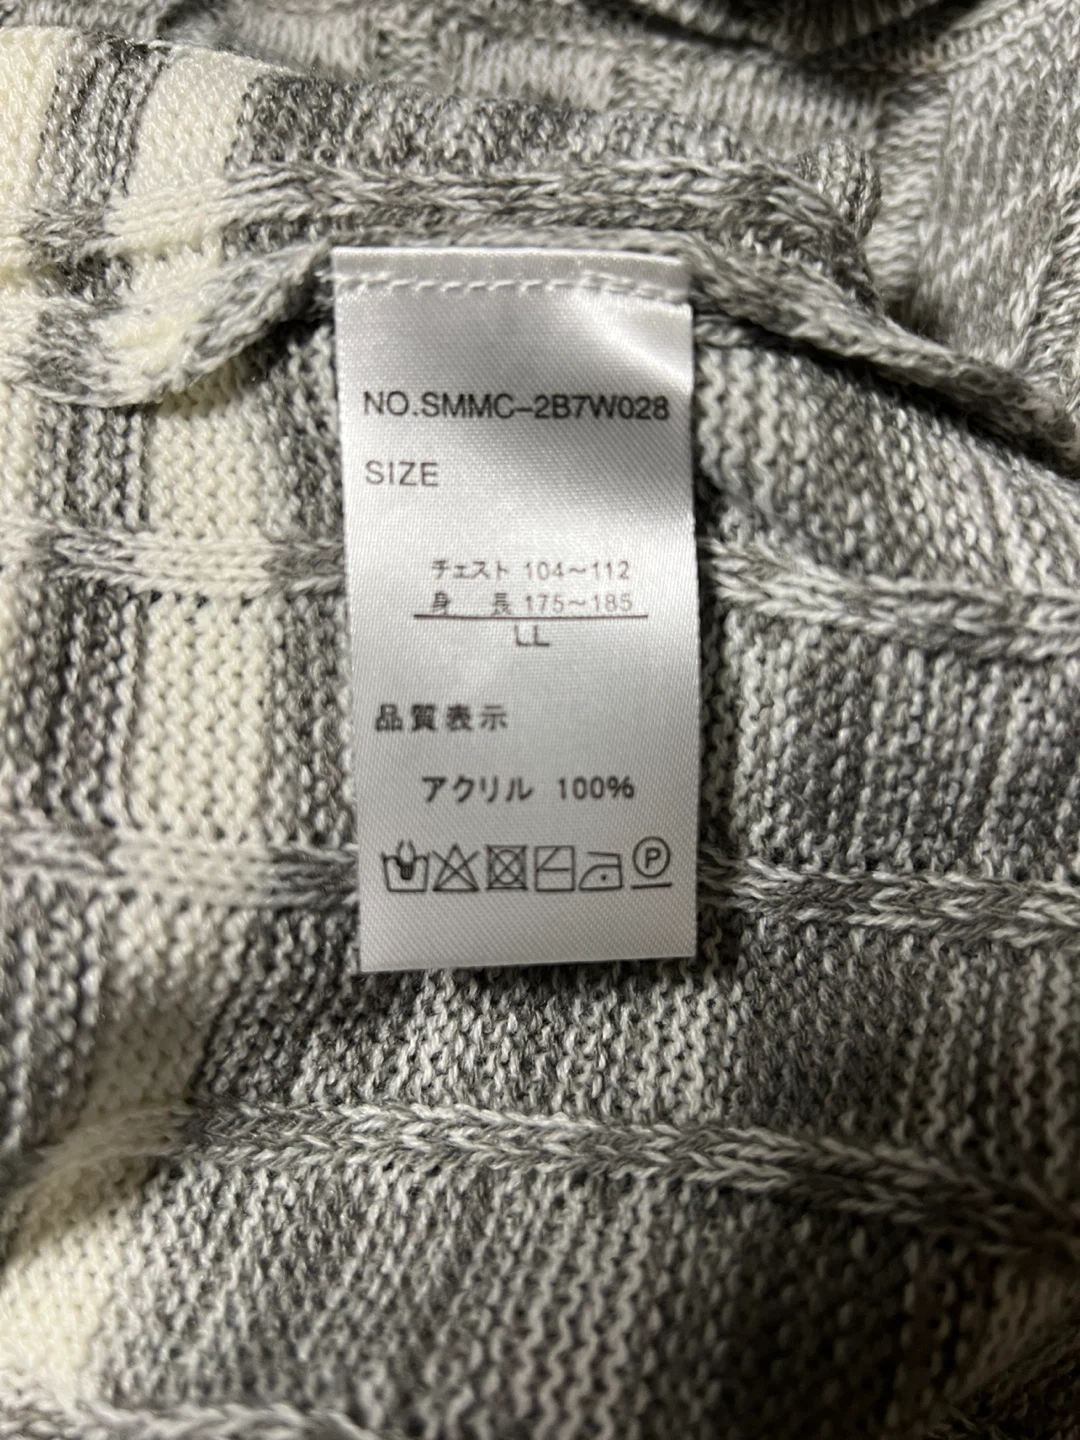 NO.SMMC-2B7W028
SIZE
チェスト 104~112
身 長 175~185
LL
品質表示
アクリル 100%
P